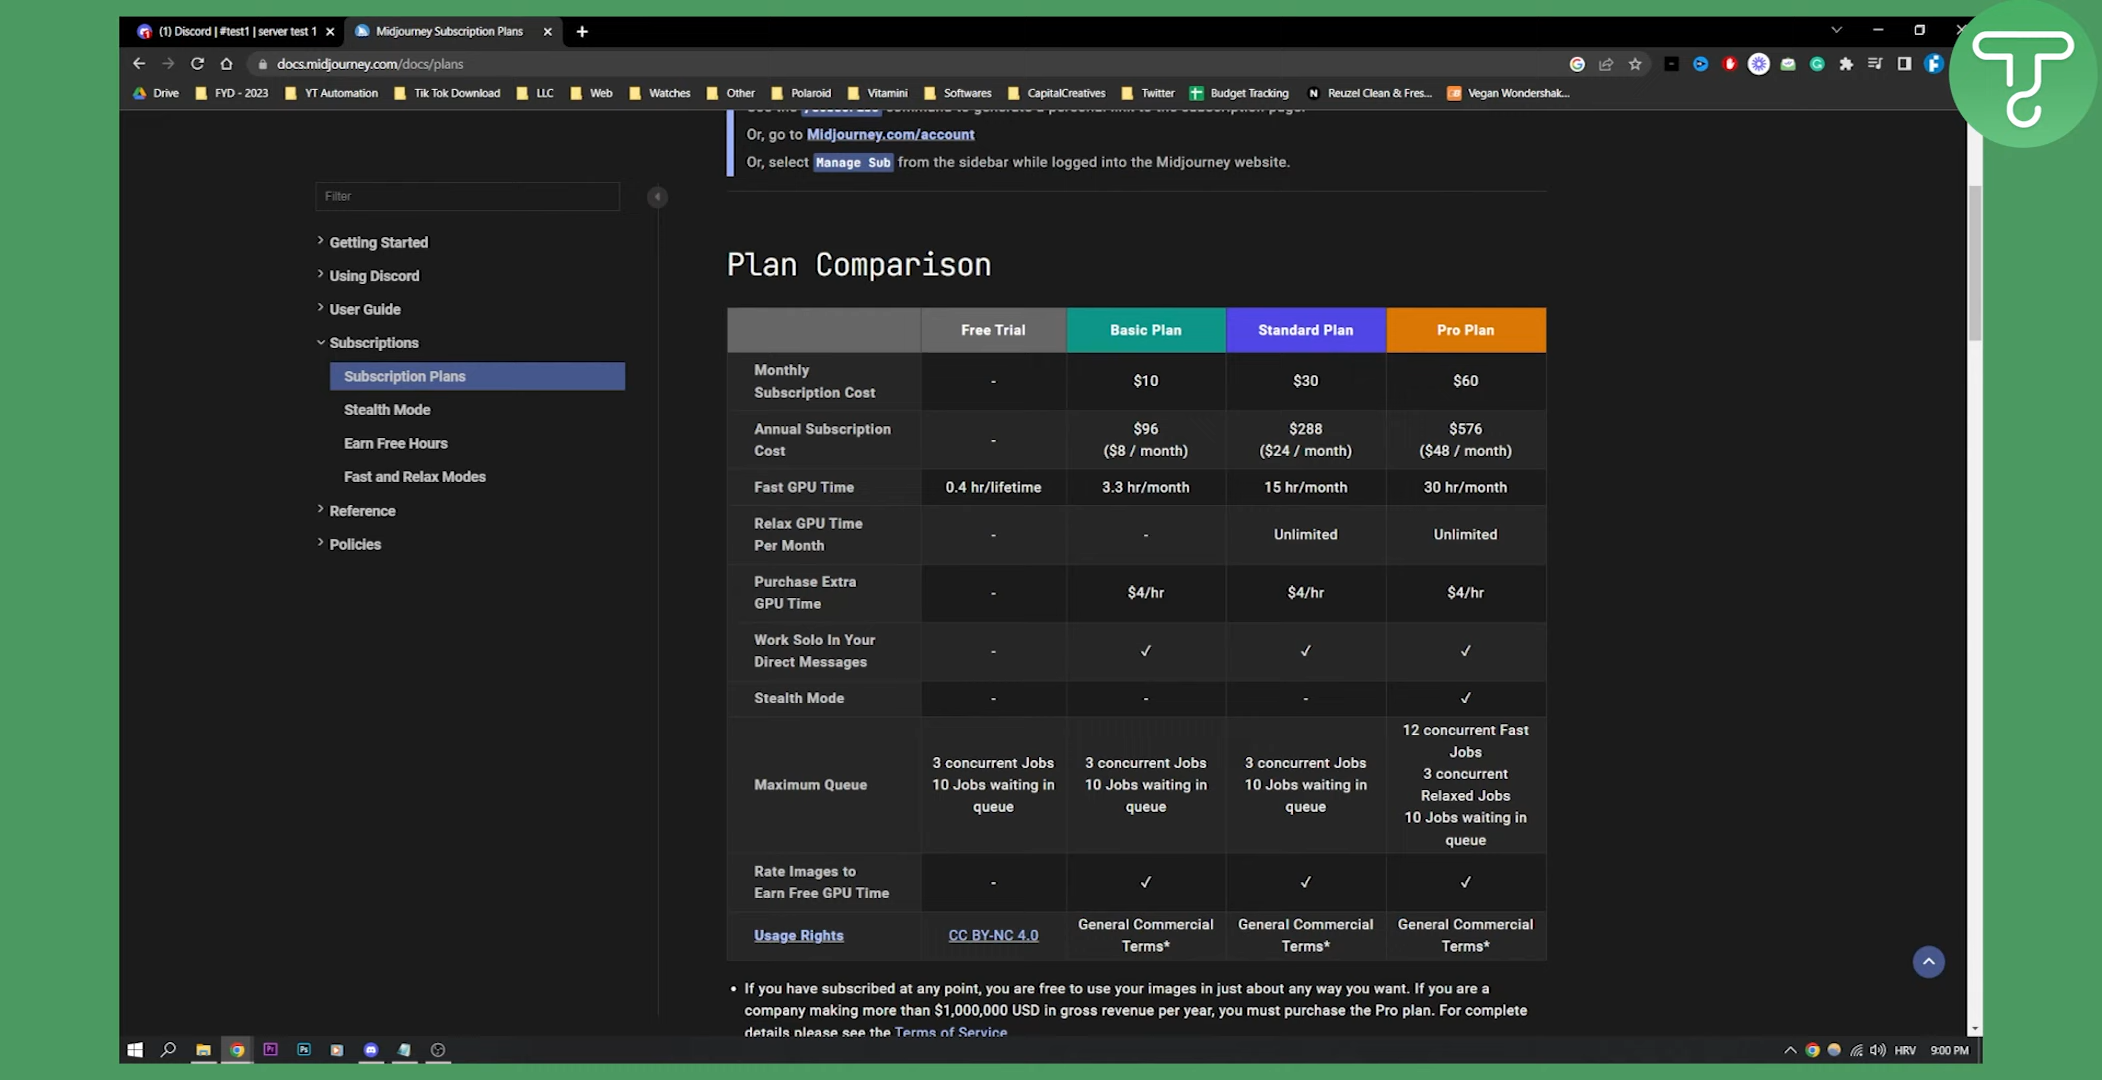 (1) Discord | #test1 | server test 1
Midjourney Subscription Plans
docs.midjourney.com/docs/plans
Drive
FYD - 2023
YT Automation
Tik Tok Download
LLC
Web
Watches
Other
Polaroid
Vitamini
Softwares
CapitalCreatives
Twitter
Budget Tracking
Reuzel Clean & Fres...
Vegan Wondershak...
Or, go to Midjourney.com/account
Or, select Manage Sub from the sidebar while logged into the Midjourney website.
Filter
Getting Started
Using Discord
User Guide
Subscriptions
Subscription Plans
Stealth Mode
Earn Free Hours
Fast and Relax Modes
Reference
Policies
Plan Comparison
Free Trial Basic Plan Standard Plan Pro Plan
Monthly
Subscription Cost
- $10 $30 $60
Annual Subscription
Cost
- $96 $288 $576
($8 / month) ($24 / month) ($48 / month)
Fast GPU Time 0.4 hr/lifetime 3.3 hr/month 15 hr/month 30 hr/month
Relax GPU Time
Per Month
- - Unlimited Unlimited
Purchase Extra
GPU Time
- $4/hr $4/hr $4/hr
Work Solo In Your
Direct Messages
- ✓ ✓ ✓
Stealth Mode - - - ✓
Maximum Queue
3 concurrent Jobs
10 Jobs waiting in
queue
3 concurrent Jobs
10 Jobs waiting in
queue
3 concurrent Jobs
10 Jobs waiting in
queue
12 concurrent Fast
Jobs
3 concurrent
Relaxed Jobs
10 Jobs waiting in
queue
Rate Images to
Earn Free GPU Time
- ✓ ✓ ✓
Usage Rights
CC BY-NC 4.0
General Commercial
Terms*
General Commercial
Terms*
General Commercial
Terms*
• If you have subscribed at any point, you are free to use your images in just about any way you want. If you are a
company making more than $1,000,000 USD in gross revenue per year, you must purchase the Pro plan. For complete
details please see the Terms of Service
HRV
9:00 PM